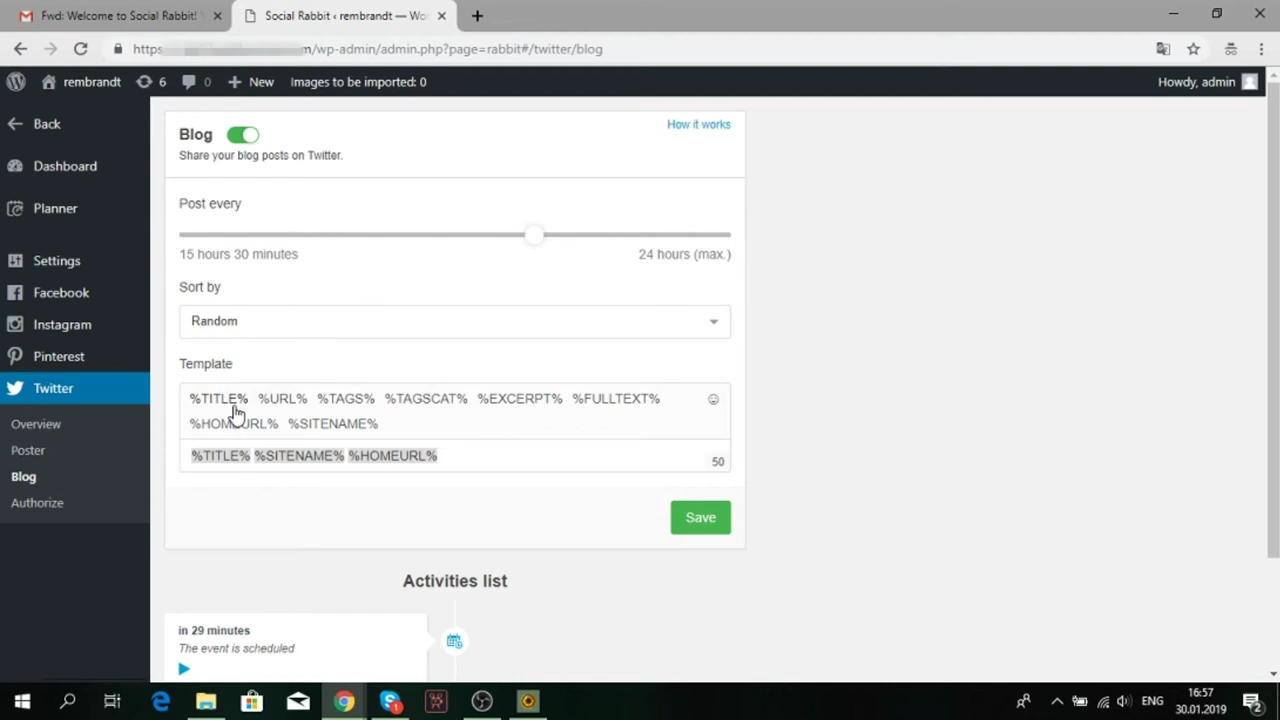 Fwd: Welcome to Social Rabbit!
Social Rabbit ‹ rembrandt — Wo
https
m/wp-admin/admin.php?page=rabbit#/twitter/blog
rembrandt
6
0
New
Images to be imported: 0
Howdy, admin
Back
Dashboard
Planner
Settings
Facebook
Instagram
Pinterest
Twitter
Overview
Poster
Blog
Authorize
Blog
How it works
Share your blog posts on Twitter.
Post every
15 hours 30 minutes
24 hours (max.)
Sort by
Random
Template
%TITLE% %URL% %TAGS% %TAGSCAT% %EXCERPT% %FULLTEXT%
%HOMEURL% %SITENAME%
%TITLE% %SITENAME% %HOMEURL%
50
Save
Activities list
in 29 minutes
The event is scheduled
ENG
16:57
30.01.2019
2